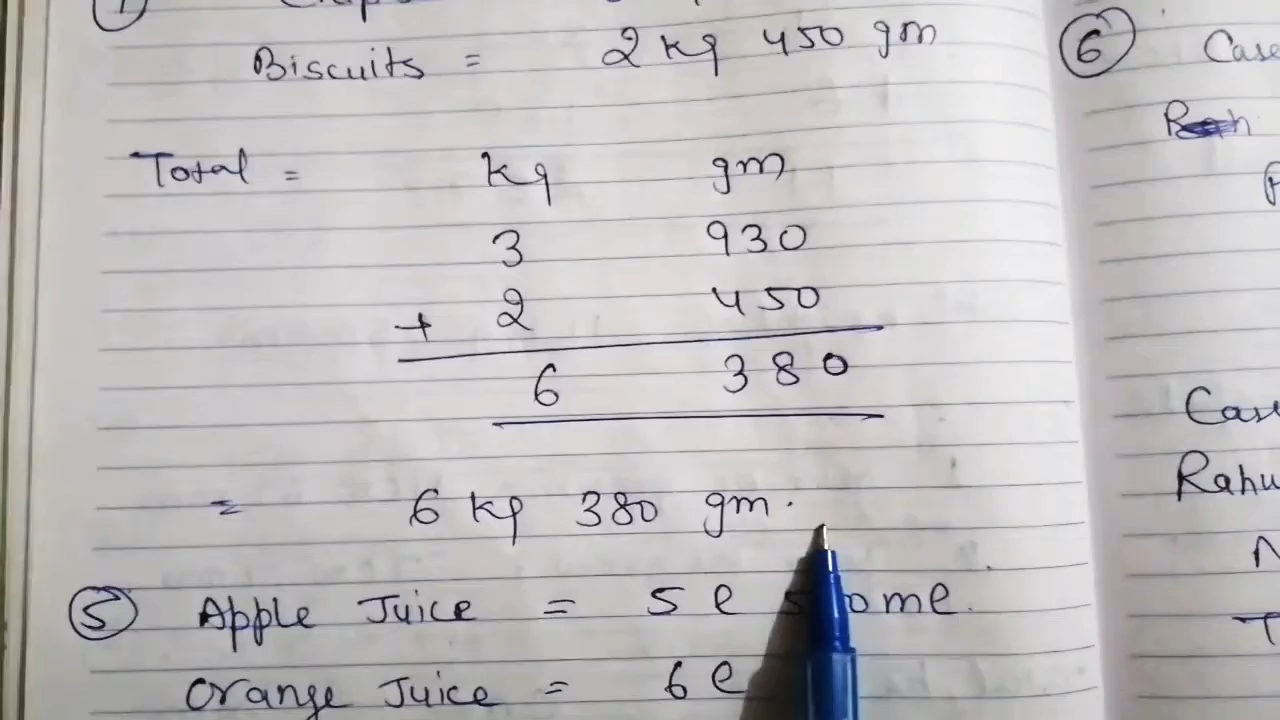 Biscuits = 2 kg 450 gm
Total = kg gm
3 930
+ 2 450
6 380
= 6 kg 380 gm.
5 Apple Juice = 5 l
Orange Juice = 6 l
6 Case
Case
Rahu